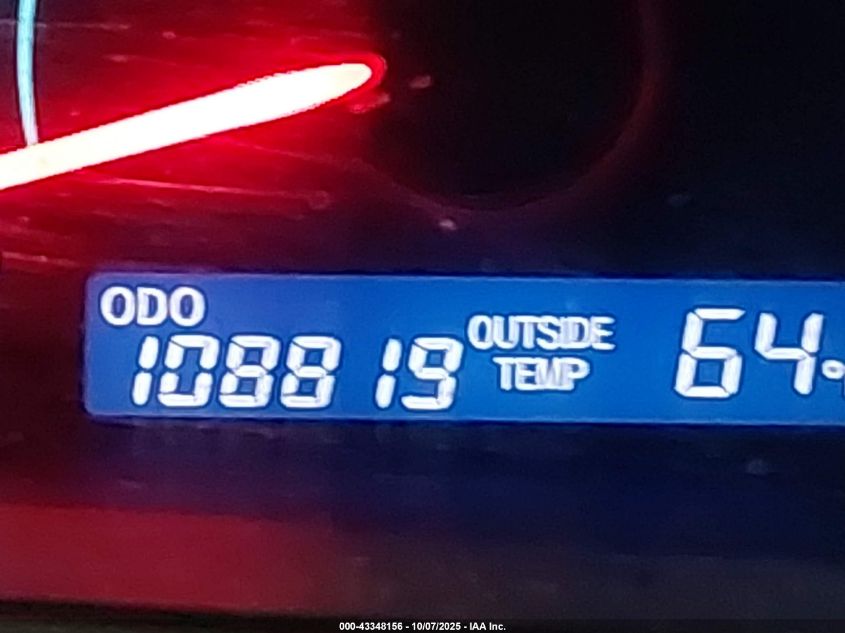 ODO
108819
OUTSIDE
TEMP
64°
000-43348156 - 10/07/2025 - IAA Inc.